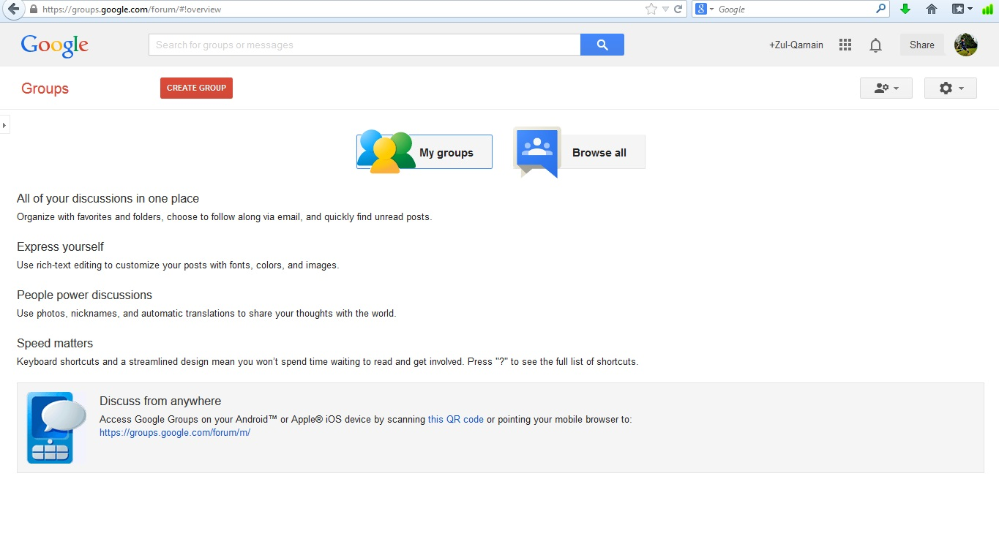 https://groups.google.com/forum/#!overview
8 Google
Google
Search for groups or messages
+Zul-Qarnain
Share
Groups
CREATE GROUP
My groups
Browse all
All of your discussions in one place
Organize with favorites and folders, choose to follow along via email, and quickly find unread posts.
Express yourself
Use rich-text editing to customize your posts with fonts, colors, and images.
People power discussions
Use photos, nicknames, and automatic translations to share your thoughts with the world.
Speed matters
Keyboard shortcuts and a streamlined design mean you won’t spend time waiting to read and get involved. Press "?" to see the full list of shortcuts.
Discuss from anywhere
Access Google Groups on your Android™ or Apple® iOS device by scanning this QR code or pointing your mobile browser to:
https://groups.google.com/forum/m/